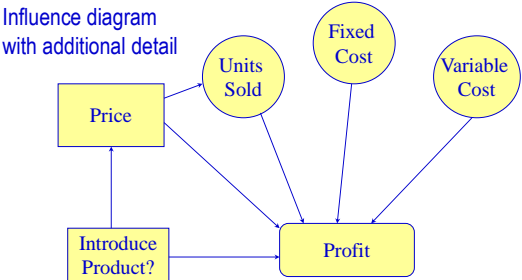 Influence diagram
with additional detail
Units
Sold
Fixed
Cost
Variable
Cost
Price
Introduce
Product?
Profit